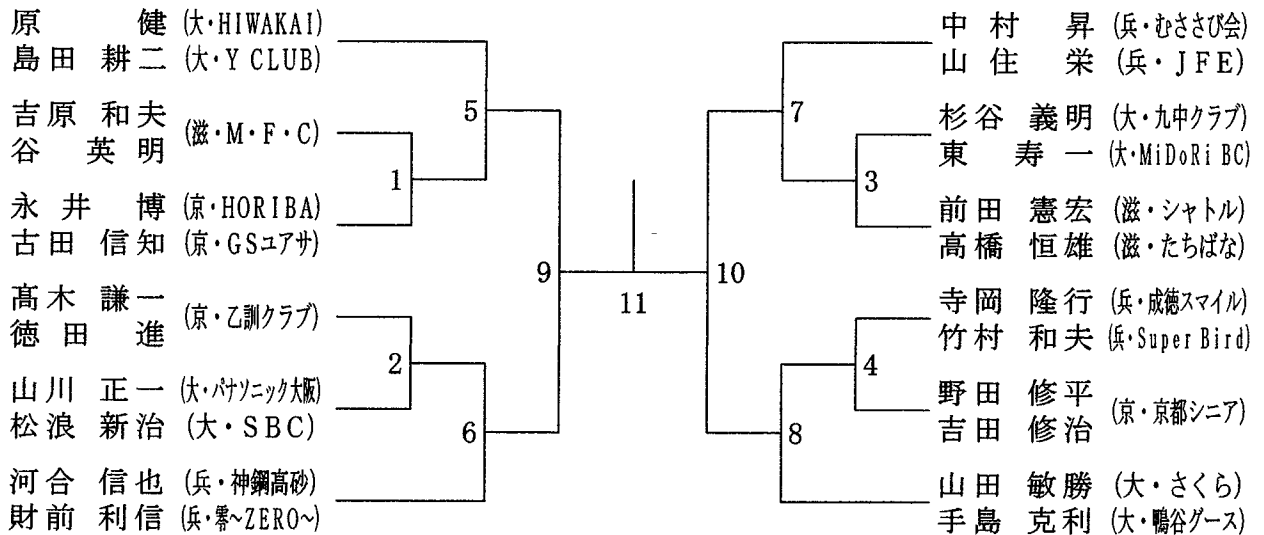 原　健 (大・HIWAKAI)
島田 耕二 (大・Y CLUB)
吉原 和夫 (滋・M・F・C)
谷 英明
永井 博 (京・HORIBA)
古田 信知 (京・GSユアサ)
髙木 謙一 (京・乙訓クラブ)
徳田 進
山川 正一 (大・パナソニック大阪)
松浪 新治 (大・SBC)
河合 信也 (兵・神鋼高砂)
財前 利信 (兵・零~ZERO~)
1
2
5
6
9
11
10
7
8
3
4
中村 昇 (兵・むささび会)
山住 栄 (兵・JFE)
杉谷 義明 (大・九中クラブ)
東 寿一 (大・MiDoRi BC)
前田 憲宏 (滋・シャトル)
高橋 恒雄 (滋・たちばな)
寺岡 隆行 (兵・成徳スマイル)
竹村 和夫 (兵・Super Bird)
野田 修平 (京・京都シニア)
吉田 修治
山田 敏勝 (大・さくら)
手島 克利 (大・鴨谷グース)